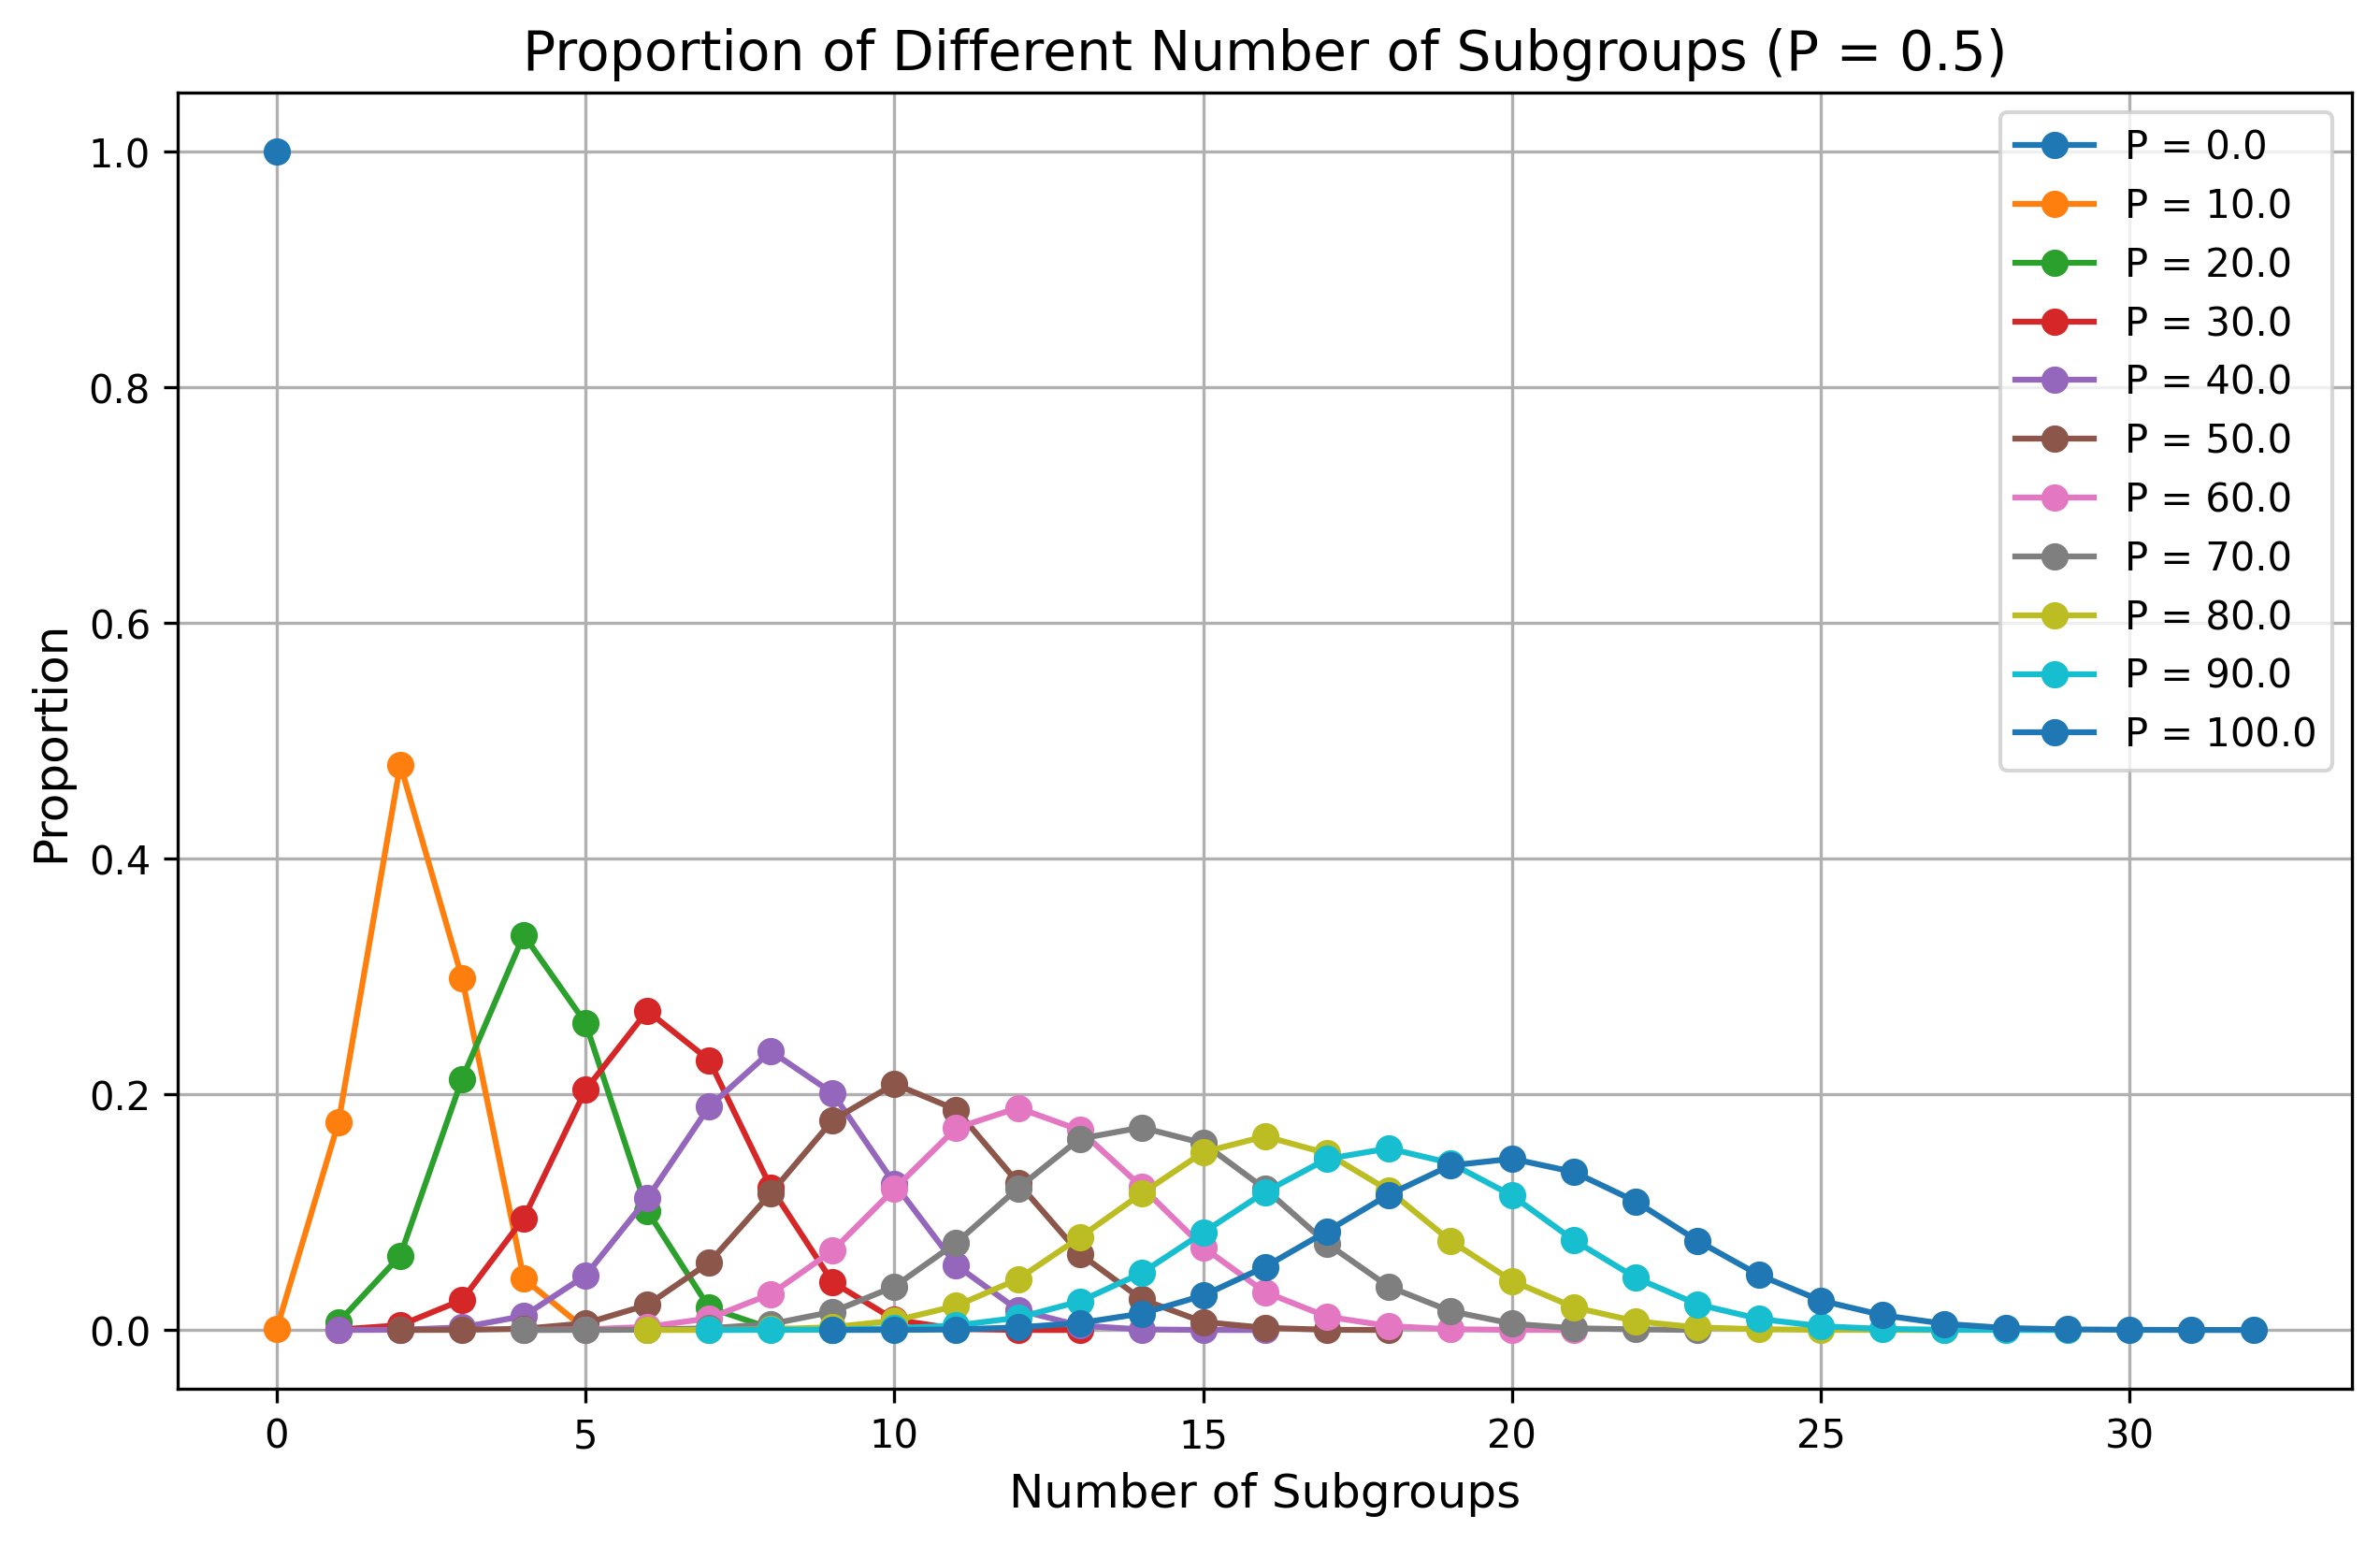 Proportion of Different Number of Subgroups (P = 0.5)
1.0
0.8
0.6
0.4
0.2
0.0
Proportion
0 5 10 15 20 25 30
Number of Subgroups
P = 0.0
P = 10.0
P = 20.0
P = 30.0
P = 40.0
P = 50.0
P = 60.0
P = 70.0
P = 80.0
P = 90.0
P = 100.0